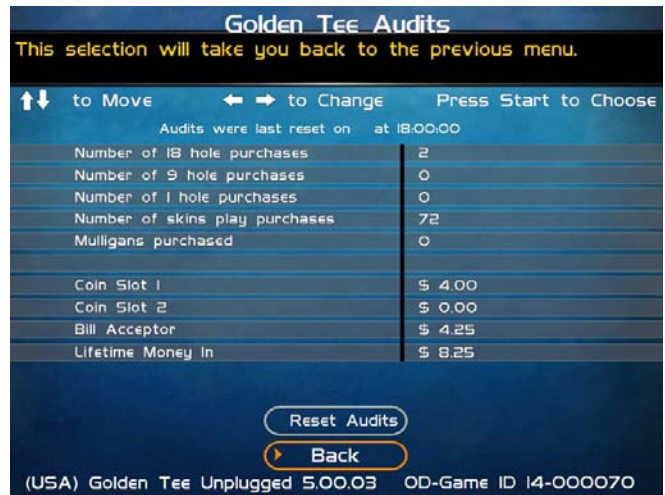 Golden Tee Audits
This selection will take you back to the previous menu.
to Move to Change Press Start to Choose
Audits were last reset on at 18:00:00
Number of 18 hole purchases 2
Number of 9 hole purchases 0
Number of 1 hole purchases 0
Number of skins play purchases 72
Mulligans purchased 0
Coin Slot 1 $ 4.00
Coin Slot 2 $ 0.00
Bill Acceptor $ 4.25
Lifetime Money In $ 8.25
Reset Audits
Back
(USA) Golden Tee Unplugged 5.00.03 OD-Game ID 14-000070